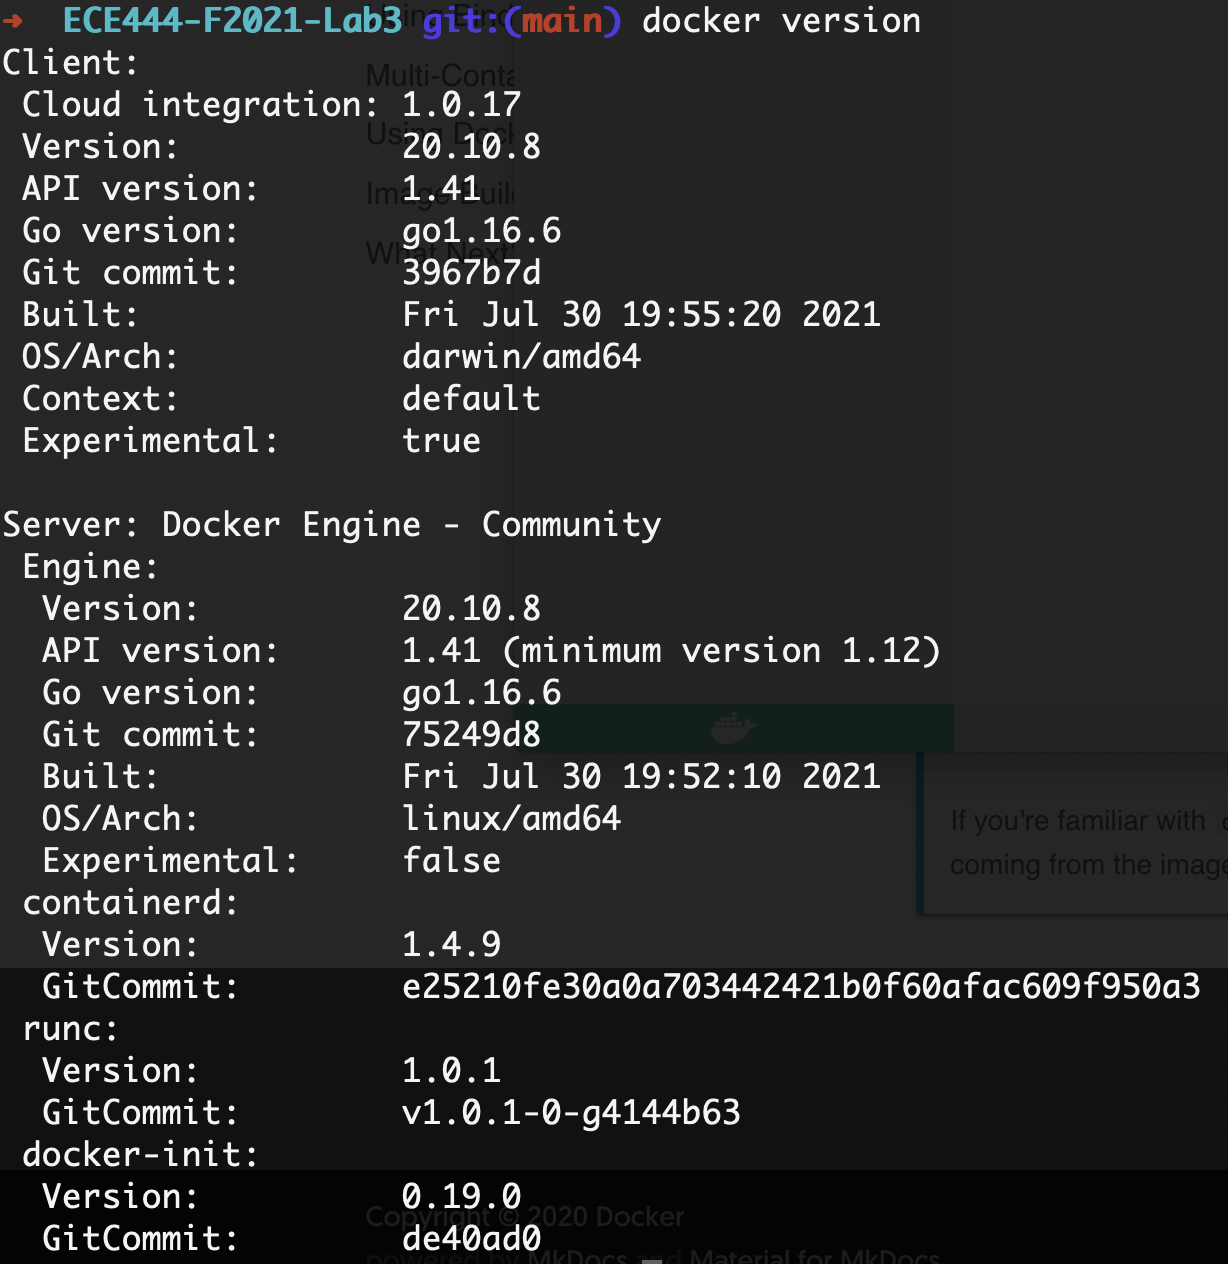 ➜ ECE444-F2021-Lab3 git:(main) docker version
Client:
Cloud integration: 1.0.17
Version: 20.10.8
API version: 1.41
Go version: go1.16.6
Git commit: 3967b7d
Built: Fri Jul 30 19:55:20 2021
OS/Arch: darwin/amd64
Context: default
Experimental: true
Server: Docker Engine - Community
Engine:
Version: 20.10.8
API version: 1.41 (minimum version 1.12)
Go version: go1.16.6
Git commit: 75249d8
Built: Fri Jul 30 19:52:10 2021
OS/Arch: linux/amd64
Experimental: false
containerd:
Version: 1.4.9
GitCommit: e25210fe30a0a703442421b0f60afac609f950a3
runc:
Version: 1.0.1
GitCommit: v1.0.1-0-g4144b63
docker-init:
Version: 0.19.0
GitCommit: de40ad0
Using
Using
Image
What Next
If you're familiar with
coming from the image
Copyright © 2020 Docker
powered by MkDocs and Material for MkDocs